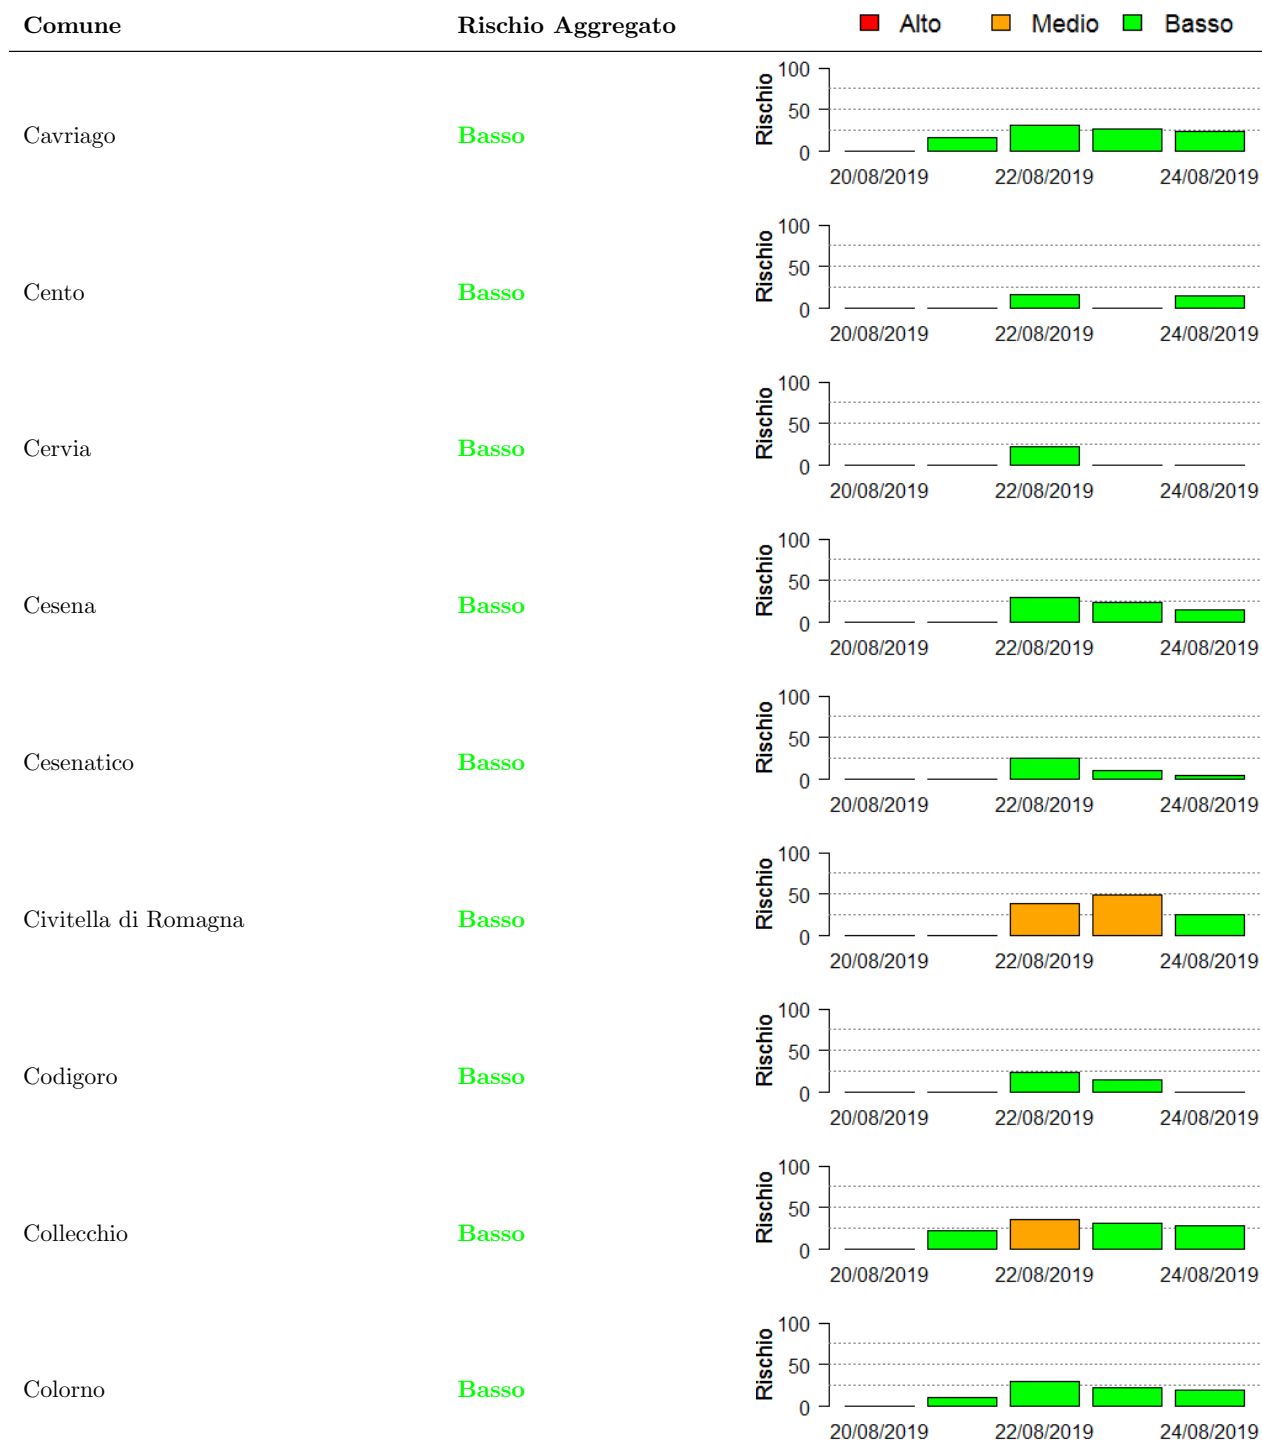 Comune Rischio Aggregato Alto Medio Basso
Cavriago Basso
Rischio
100
50
0
20/08/2019 22/08/2019 24/08/2019
Cento Basso
Rischio
100
50
0
20/08/2019 22/08/2019 24/08/2019
Cervia Basso
Rischio
100
50
0
20/08/2019 22/08/2019 24/08/2019
Cesena Basso
Rischio
100
50
0
20/08/2019 22/08/2019 24/08/2019
Cesenatico Basso
Rischio
100
50
0
20/08/2019 22/08/2019 24/08/2019
Civitella di Romagna Basso
Rischio
100
50
0
20/08/2019 22/08/2019 24/08/2019
Codigoro Basso
Rischio
100
50
0
20/08/2019 22/08/2019 24/08/2019
Collecchio Basso
Rischio
100
50
0
20/08/2019 22/08/2019 24/08/2019
Colorno Basso
Rischio
100
50
0
20/08/2019 22/08/2019 24/08/2019